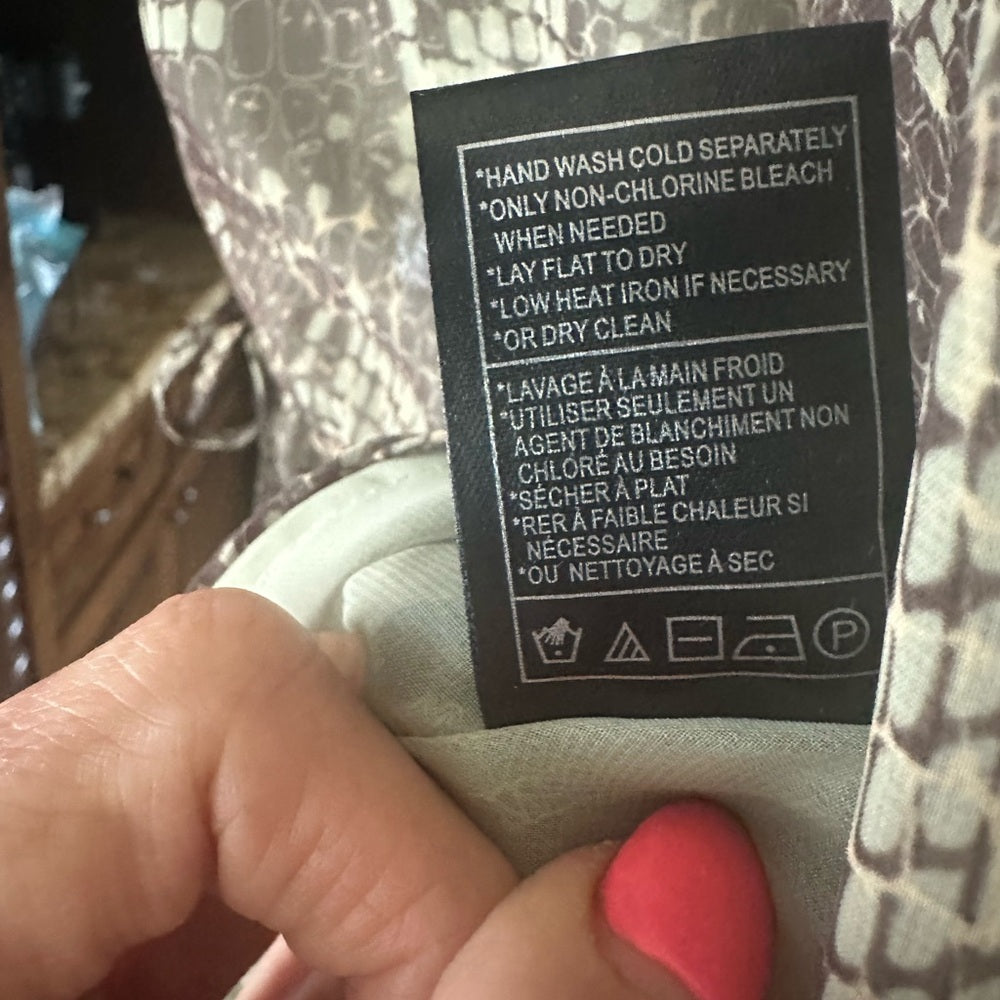 *HAND WASH COLD SEPARATELY
*ONLY NON-CHLORINE BLEACH
WHEN NEEDED
*LAY FLAT TO DRY
*LOW HEAT IRON IF NECESSARY
*OR DRY CLEAN
*LAVAGE À LA MAIN FROID
*UTILISER SEULEMENT UN
AGENT DE BLANCHIMENT NON
CHLORÉ AU BESOIN
*SÉCHER À PLAT
*RER À FAIBLE CHALEUR SI
NÉCESSAIRE
*OU NETTOYAGE À SEC
P